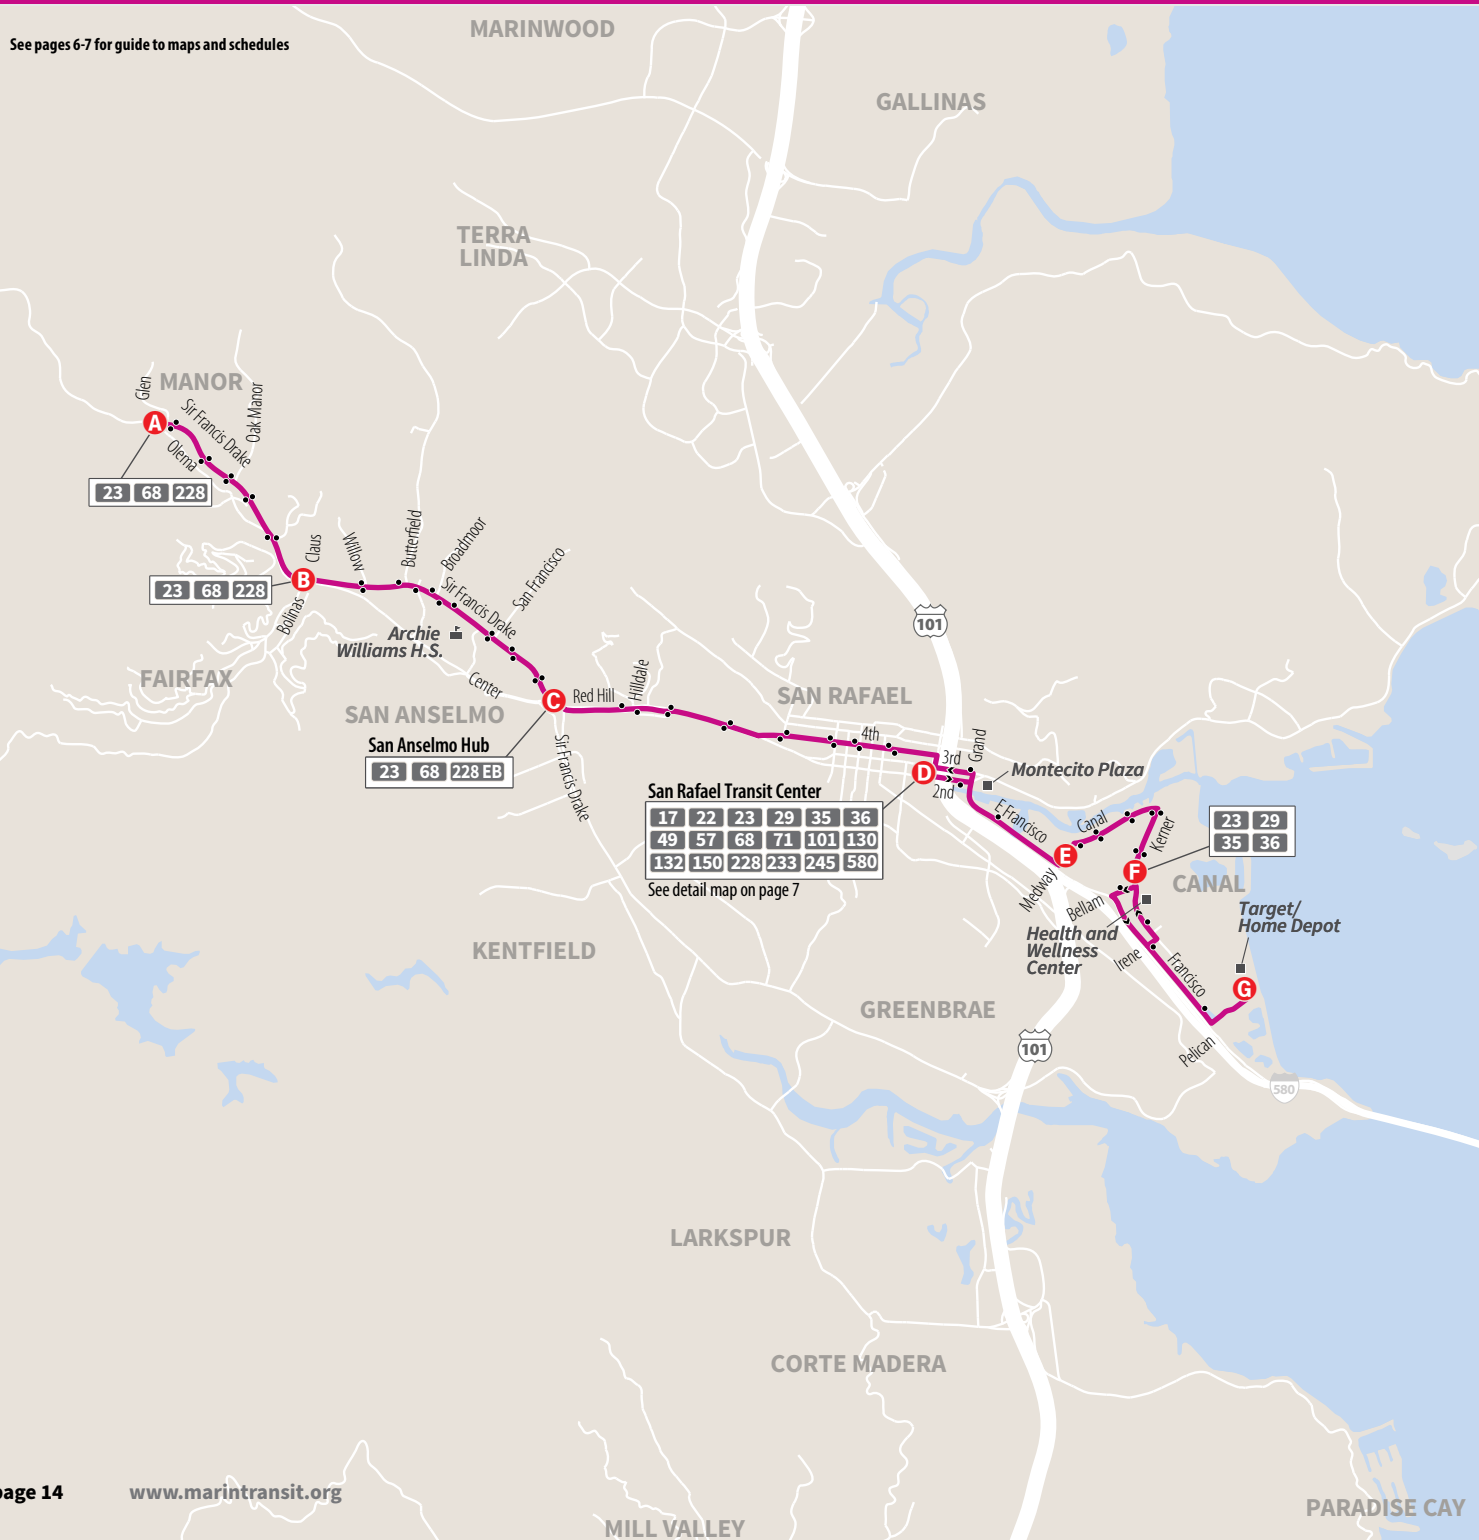 MARINWOOD
See pages 6-7 for guide to maps and schedules
GALLINAS
TERRA
LINDA
Glen
MANOR
Sir Francis Drake
Oak Manor
A
Olema
23 68 228
Claus
Willow
Butterfield
Broadmoor
San Francisco
B
23 68 228
Sir Francis Drake
Bolinas
101
Archie
Williams H.S.
FAIRFAX
Center
C
Red Hill
Hilldale
SAN RAFAEL
SAN ANSELMO
San Anselmo Hub
23 68 228 EB
Sir Francis Drake
4th
3rd
Grand
D
2nd
Montecito Plaza
San Rafael Transit Center
17 22 23 29 35 36
49 57 68 71 101 130
132 150 228 233 245 580
See detail map on page 7
E Francisco
Canal
Kerner
23 29
35 36
E
F
Medway
CANAL
Bellam
Target/
Home Depot
Health and
Wellness
Center
Irene
Francisco
G
KENTFIELD
GREENBRAE
101
Pelican
580
LARKSPUR
CORTE MADERA
page 14
www.marintransit.org
PARADISE CAY
MILL VALLEY